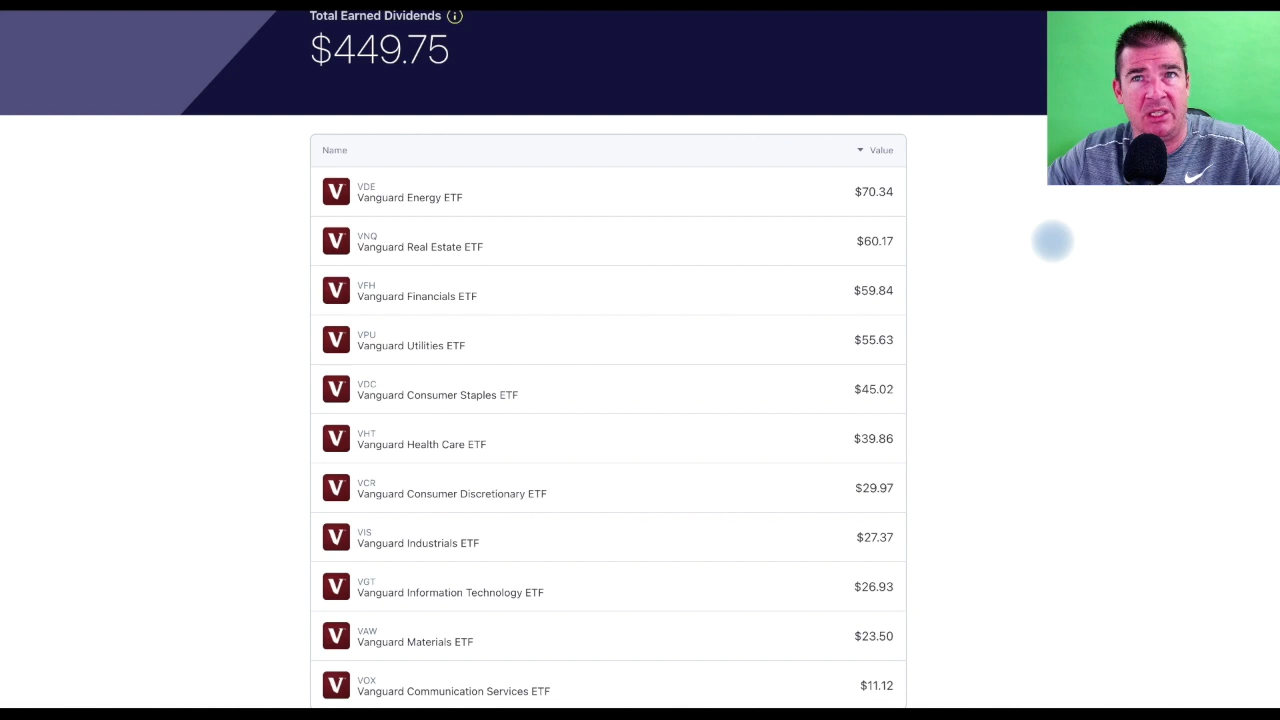 Total Earned Dividends
$449.75
Name Value
VDE
Vanguard Energy ETF
$70.34
VNQ
Vanguard Real Estate ETF
$60.17
VFH
Vanguard Financials ETF
$59.84
VPU
Vanguard Utilities ETF
$55.63
VDC
Vanguard Consumer Staples ETF
$45.02
VHT
Vanguard Health Care ETF
$39.86
VCR
Vanguard Consumer Discretionary ETF
$29.97
VIS
Vanguard Industrials ETF
$27.37
VGT
Vanguard Information Technology ETF
$26.93
VAW
Vanguard Materials ETF
$23.50
VOX
Vanguard Communication Services ETF
$11.12